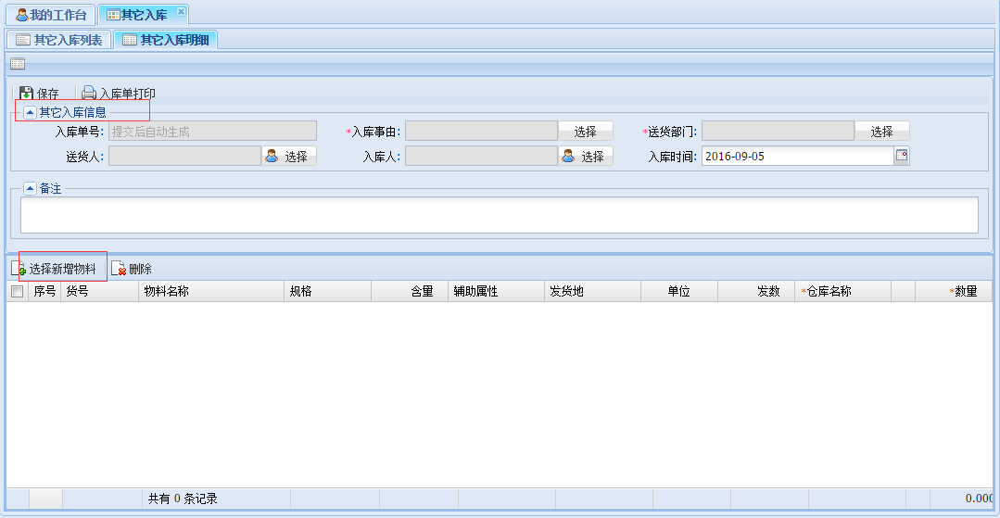 我的工作台 其它入库
其它入库列表 其它入库明细
保存 入库单打印
其它入库信息
入库单号: 提交后自动生成 *入库事由: 选择 *送货部门: 选择
送货人: 选择 入库人: 选择 入库时间: 2016-09-05
备注
选择新增物料 删除
序号 货号 物料名称 规格 含量 辅助属性 发货地 单位 发数 *仓库名称 *数量
共有 0 条记录 0.000